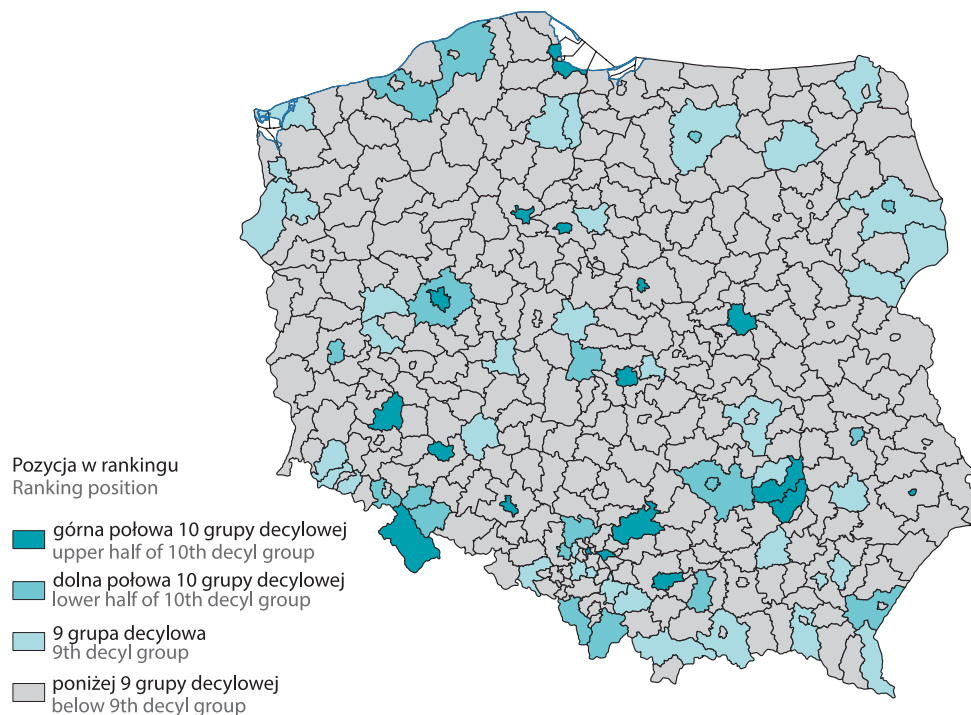 Pozycja w rankingu
Ranking position
górna połowa 10 grupy decylowej
upper half of 10th decyl group
dolna połowa 10 grupy decylowej
lower half of 10th decyl group
9 grupa decylowa
9th decyl group
poniżej 9 grupy decylowej
below 9th decyl group